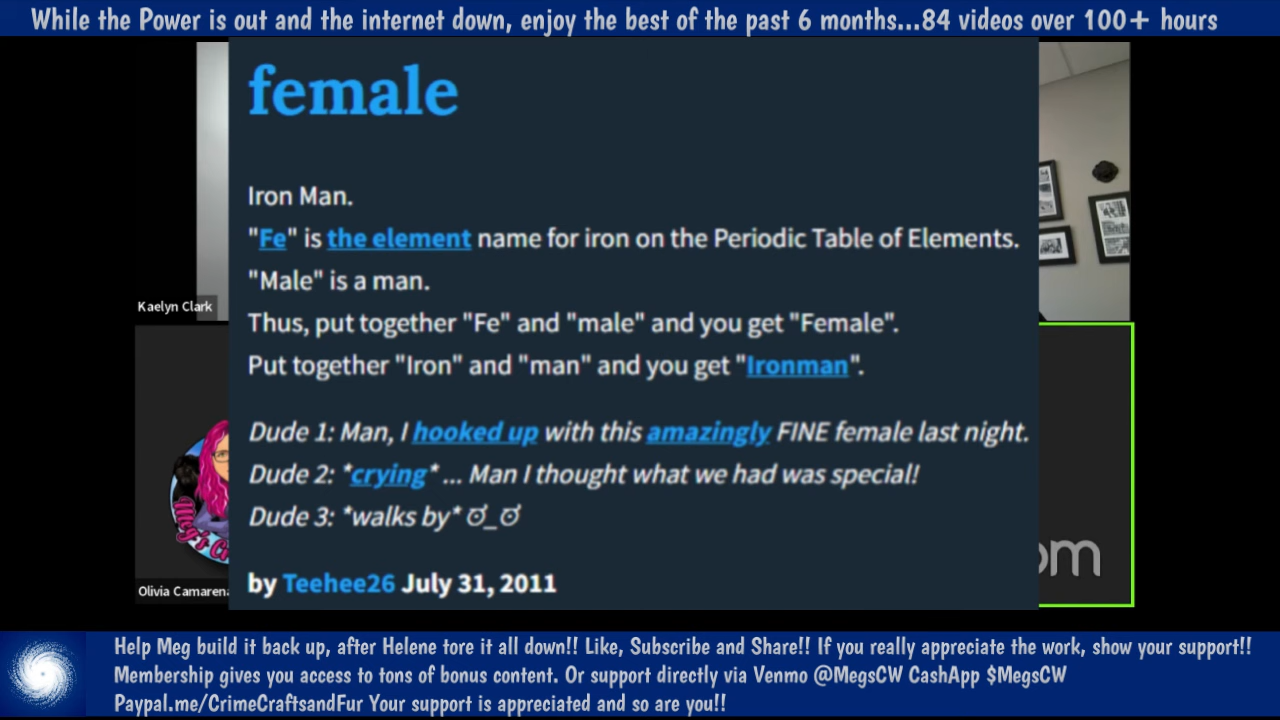 While the Power is out and the internet down, enjoy the best of the past 6 months...84 videos over 100+ hours
female
Iron Man.
"Fe" is the element name for iron on the Periodic Table of Elements.
"Male" is a man.
Thus, put together "Fe" and "male" and you get "Female".
Put together "Iron" and "man" and you get "Ironman".
Kaelyn Clark
Dude 1: Man, I hooked up with this amazingly FINE female last night.
Dude 2: *crying* ... Man I thought what we had was special!
Dude 3: *walks by* ಠ_ಠ
Meg's
om
by Teehee26 July 31, 2011
Olivia Camarena
Help Meg build it back up, after Helene tore it all down!! Like, Subscribe and Share!! If you really appreciate the work, show your support!!
Membership gives you access to tons of bonus content. Or support directly via Venmo @MegsCW CashApp $MegsCW
Paypal.me/CrimeCraftsandFur Your support is appreciated and so are you!!